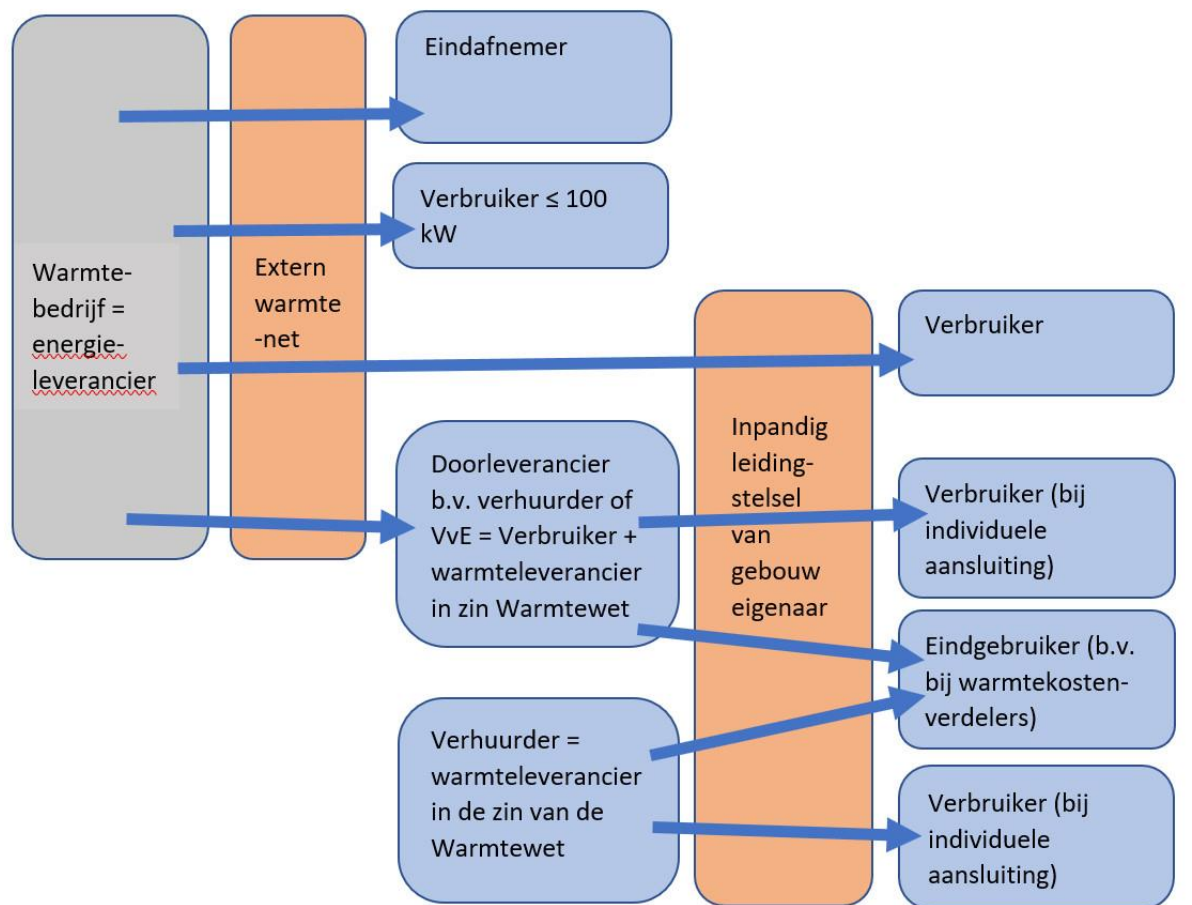 Eindafnemer
Verbruiker ≤ 100
kW
Warmte-
bedrijf =
energie-
leverancier
Extern
warmte
-net
Verbruiker
Doorleverancier
b.v. verhuurder of
VvE = Verbruiker +
warmteleverancier
in zin Warmtewet
Inpandig
leiding-
stelsel
van
gebouw
eigenaar
Verbruiker (bij
individuele
aansluiting)
Eindgebruiker (b.v.
bij warmtekosten-
verdelers)
Verhuurder =
warmteleverancier
in de zin van de
Warmtewet
Verbruiker (bij
individuele
aansluiting)